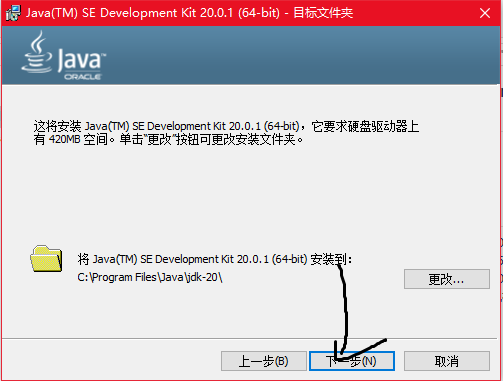 Java(TM) SE Development Kit 20.0.1 (64-bit) - 目标文件夹
Java
ORACLE
这将安装 Java(TM) SE Development Kit 20.0.1 (64-bit)，它要求硬盘驱动器上
有 420MB 空间。单击“更改”按钮可更改安装文件夹。
将 Java(TM) SE Development Kit 20.0.1 (64-bit) 安装到：
C:\Program Files\Java\jdk-20\
更改...
上一步(B)
下一步(N)
取消